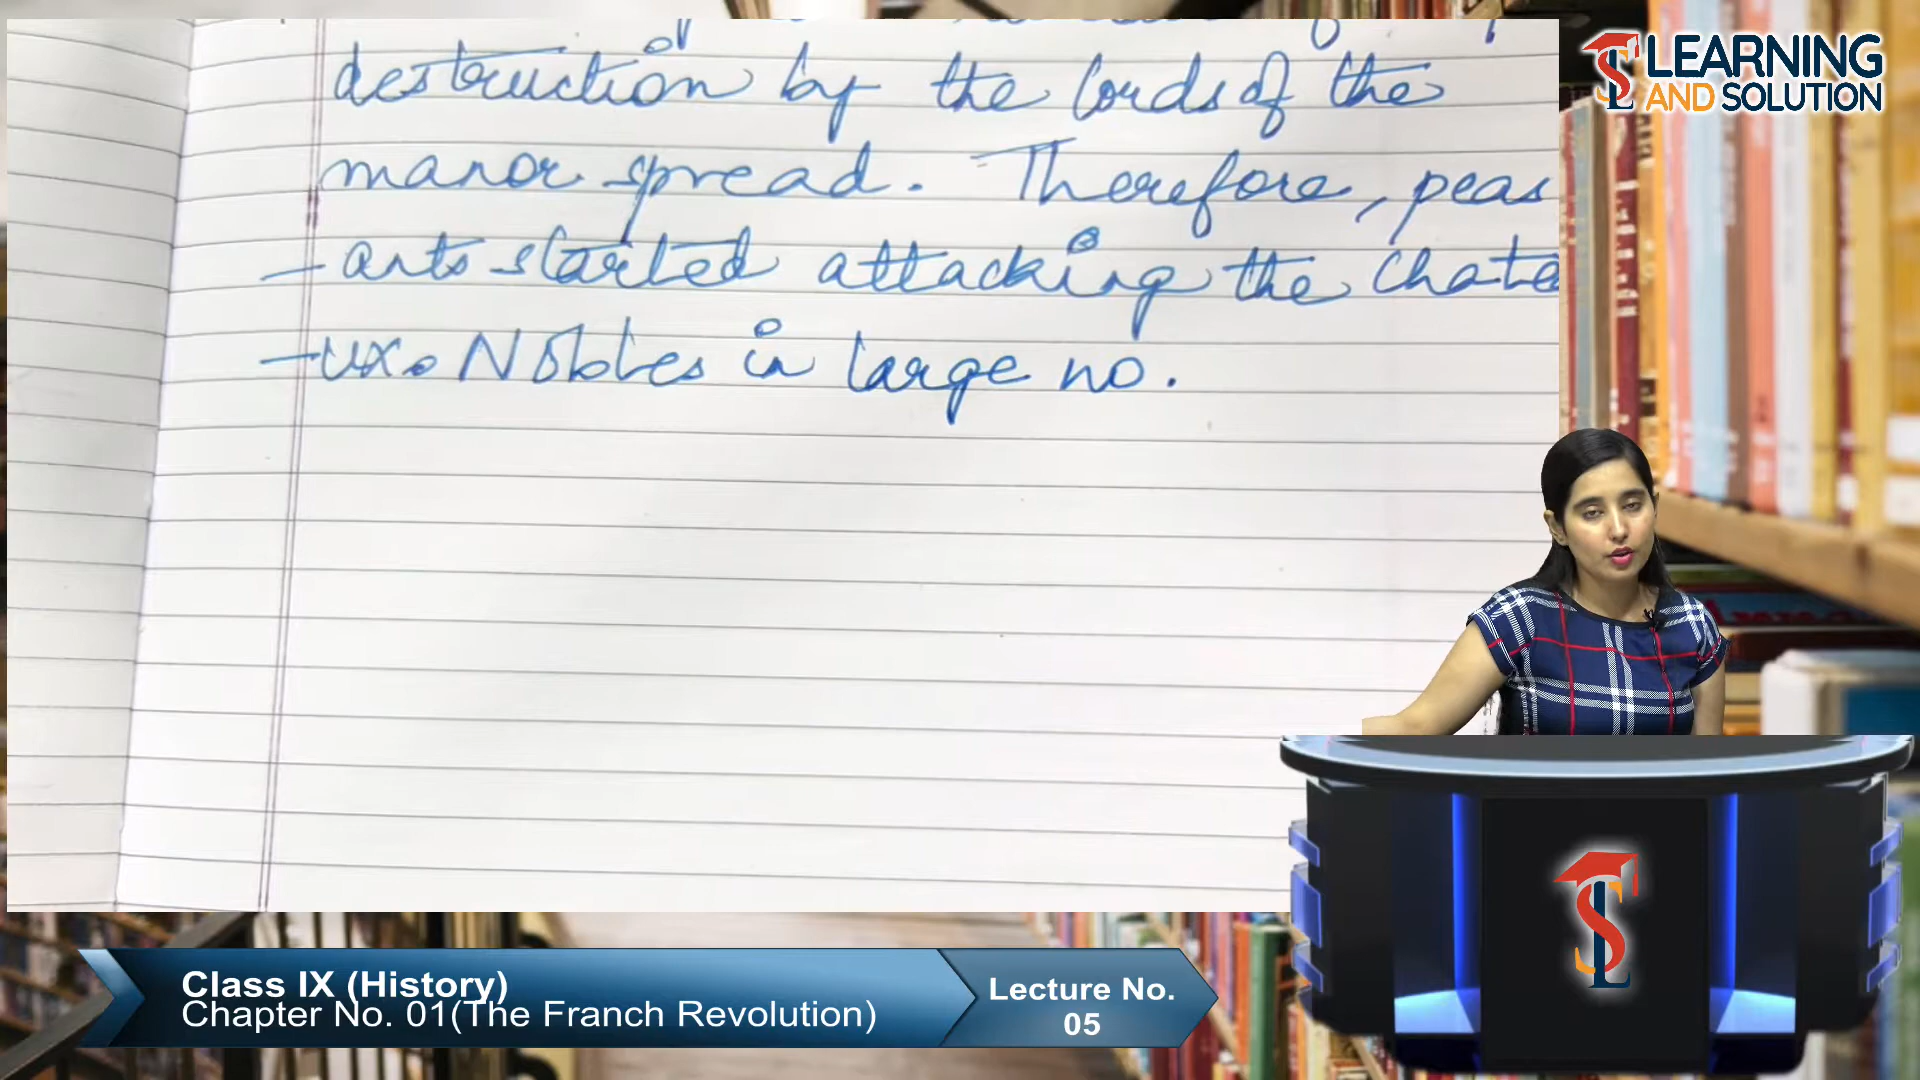 destruction by the lords of the
manor spread. Therefore, peas
-ants started attacking the chate
-ux. Nobles in large no.
LEARNING
AND SOLUTION
Class IX (History)
Chapter No. 01(The Franch Revolution)
Lecture No.
05